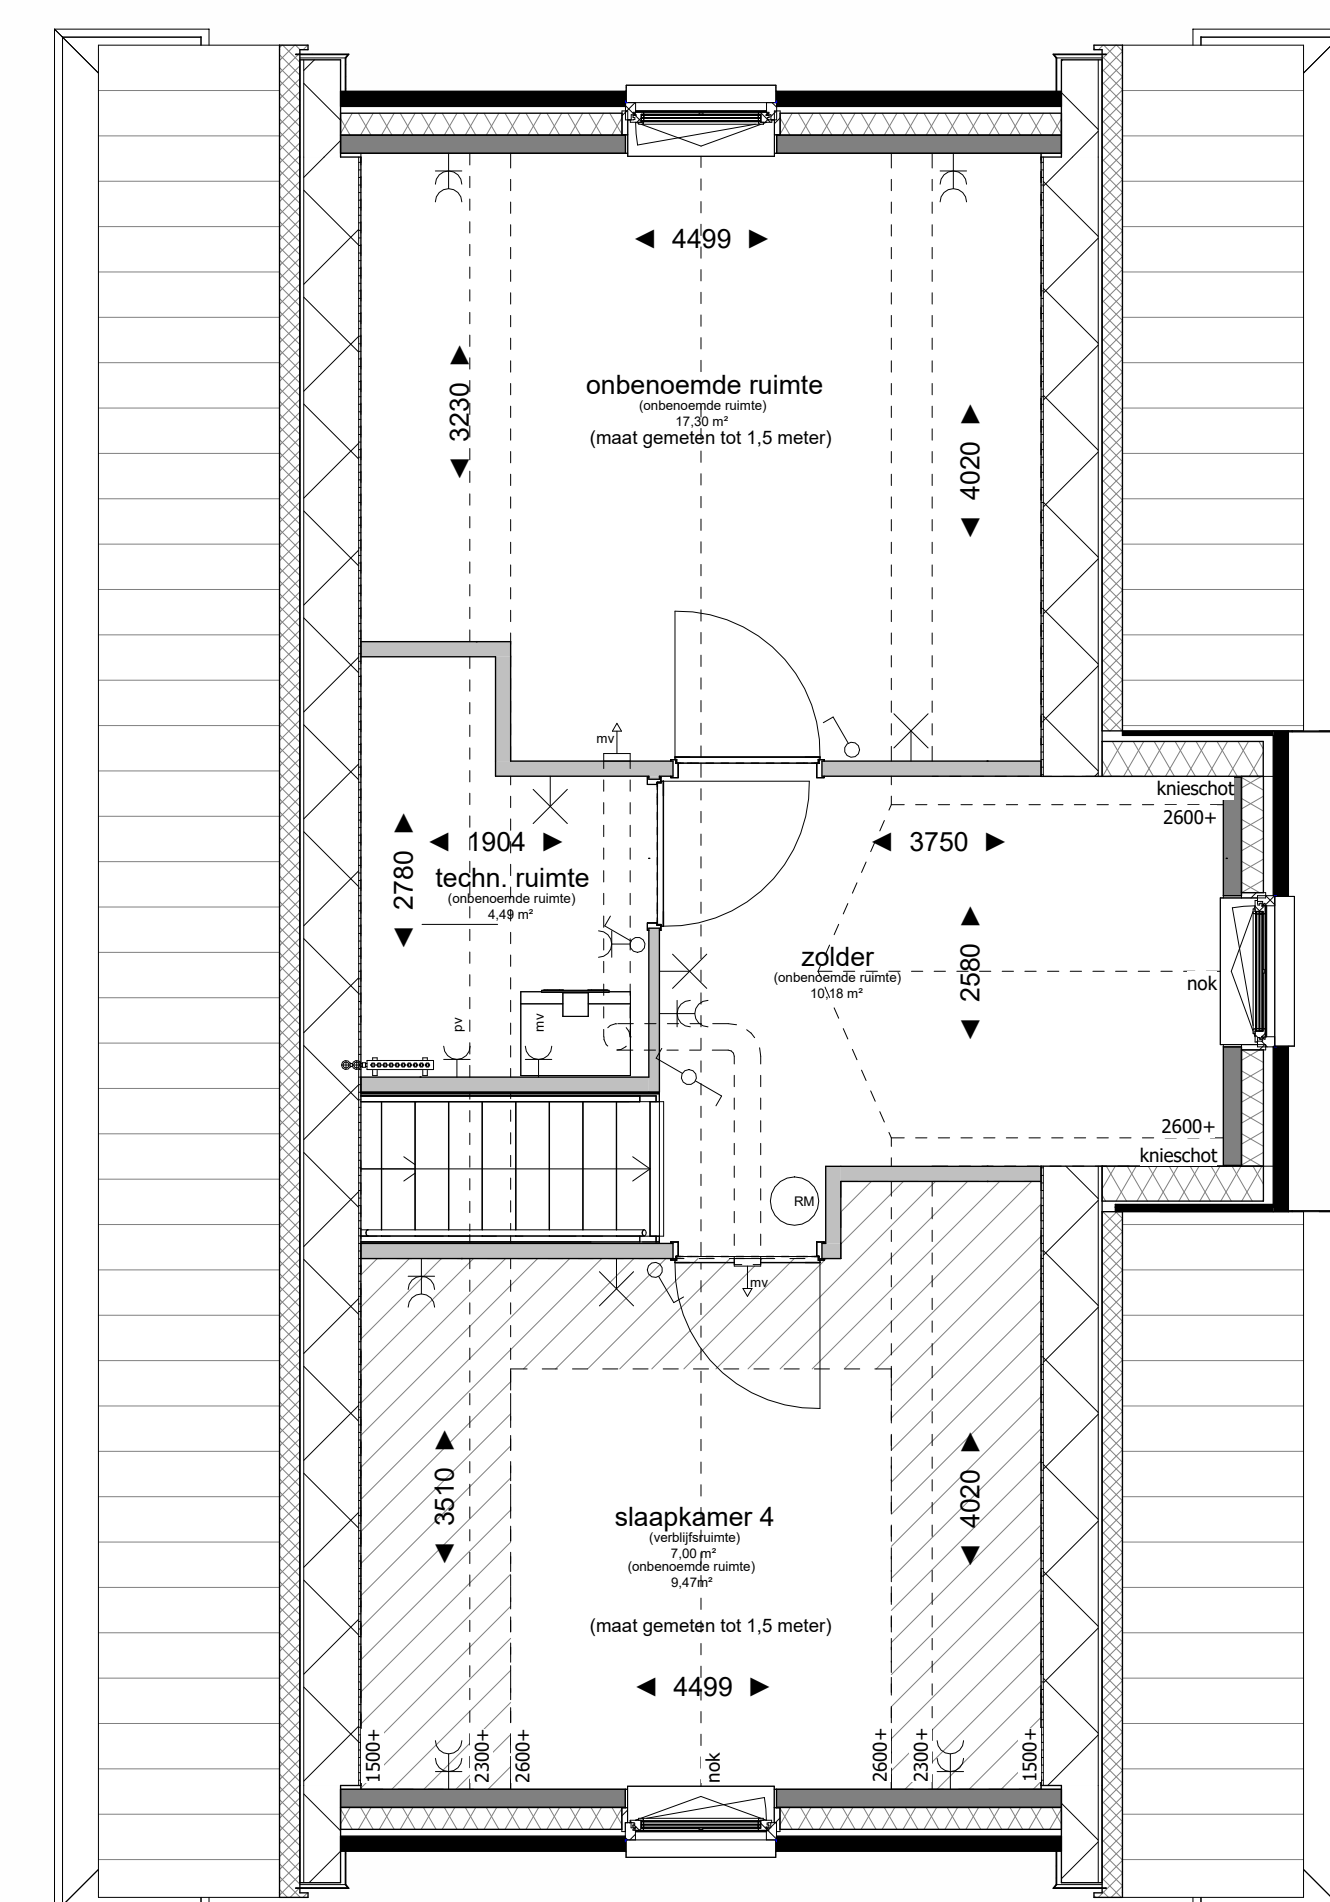 4499
3230
onbenoemde ruimte
(onbenoemde ruimte)
17,30 m²
(maat gemeten tot 1,5 meter)
4020
mv
knieschot
2600+
1904
3750
2780
techn. ruimte
(onbenoemde ruimte)
4,49 m²
zolder
(onbenoemde ruimte)
10,18 m²
2580
nok
pv
mv
2600+
knieschot
RM
mv
3510
4020
slaapkamer 4
(verblijfsruimte)
7,00 m²
(onbenoemde ruimte)
9,47m²
(maat gemeten tot 1,5 meter)
4499
1500+
2300+
2600+
nok
2600+
2300+
1500+